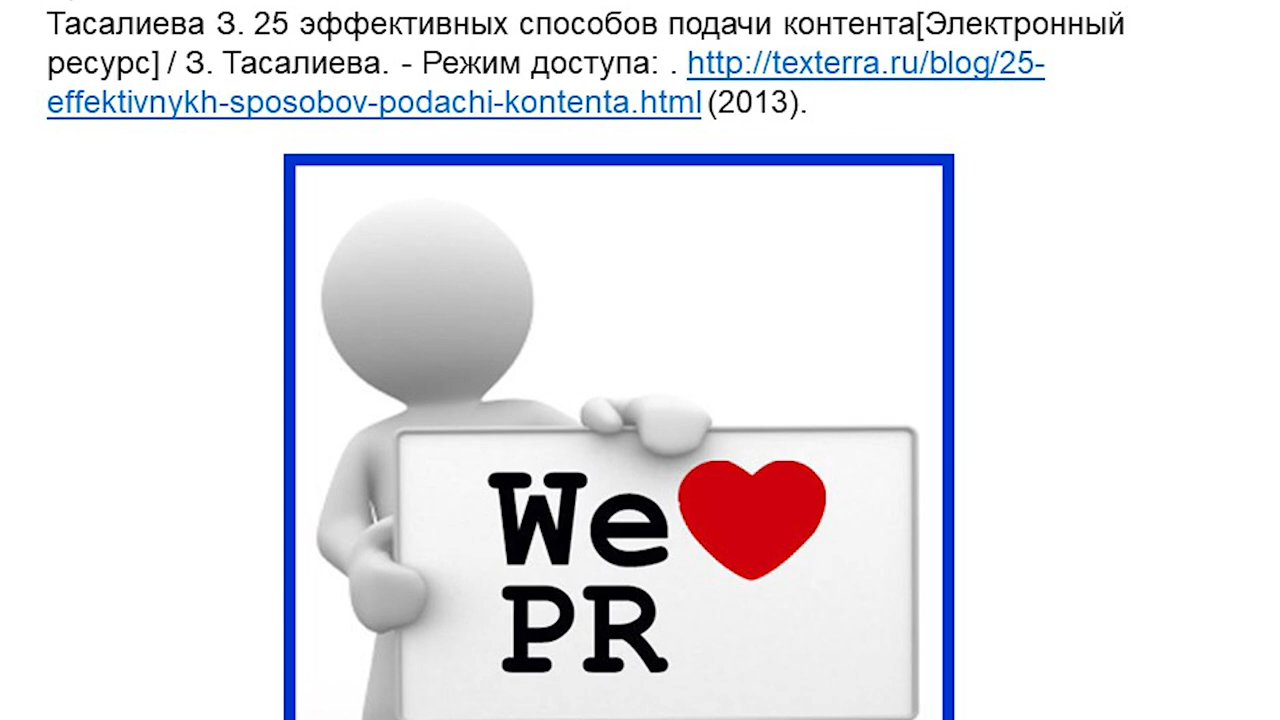 Тасалиева З. 25 эффективных способов подачи контента[Электронный
ресурс] / З. Тасалиева. - Режим доступа: . http://texterra.ru/blog/25-
effektivnykh-sposobov-podachi-kontenta.html (2013).
We
PR